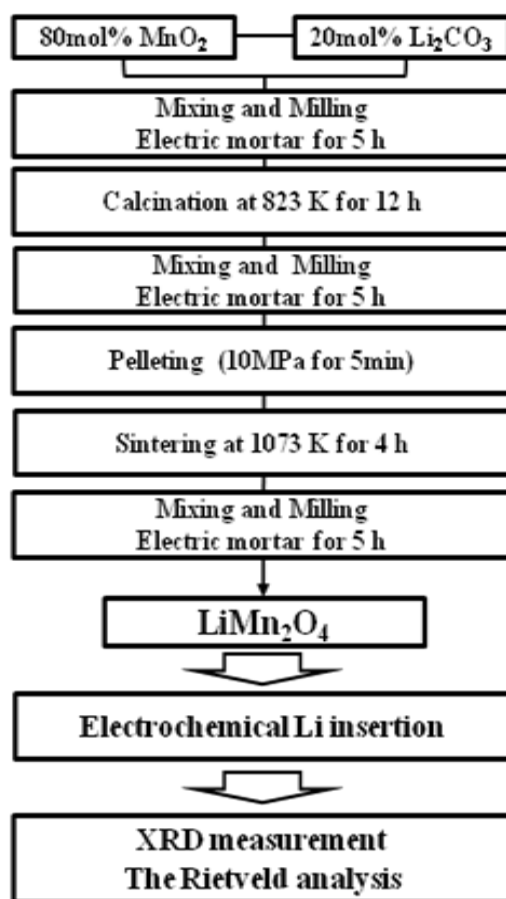 80mol% MnO₂
20mol% Li₂CO₃
Mixing and Milling
Electric mortar for 5 h
Calcination at 823 K for 12 h
Mixing and Milling
Electric mortar for 5 h
Pelleting (10MPa for 5min)
Sintering at 1073 K for 4 h
Mixing and Milling
Electric mortar for 5 h
LiMn₂O₄
Electrochemical Li insertion
XRD measurement
The Rietveld analysis